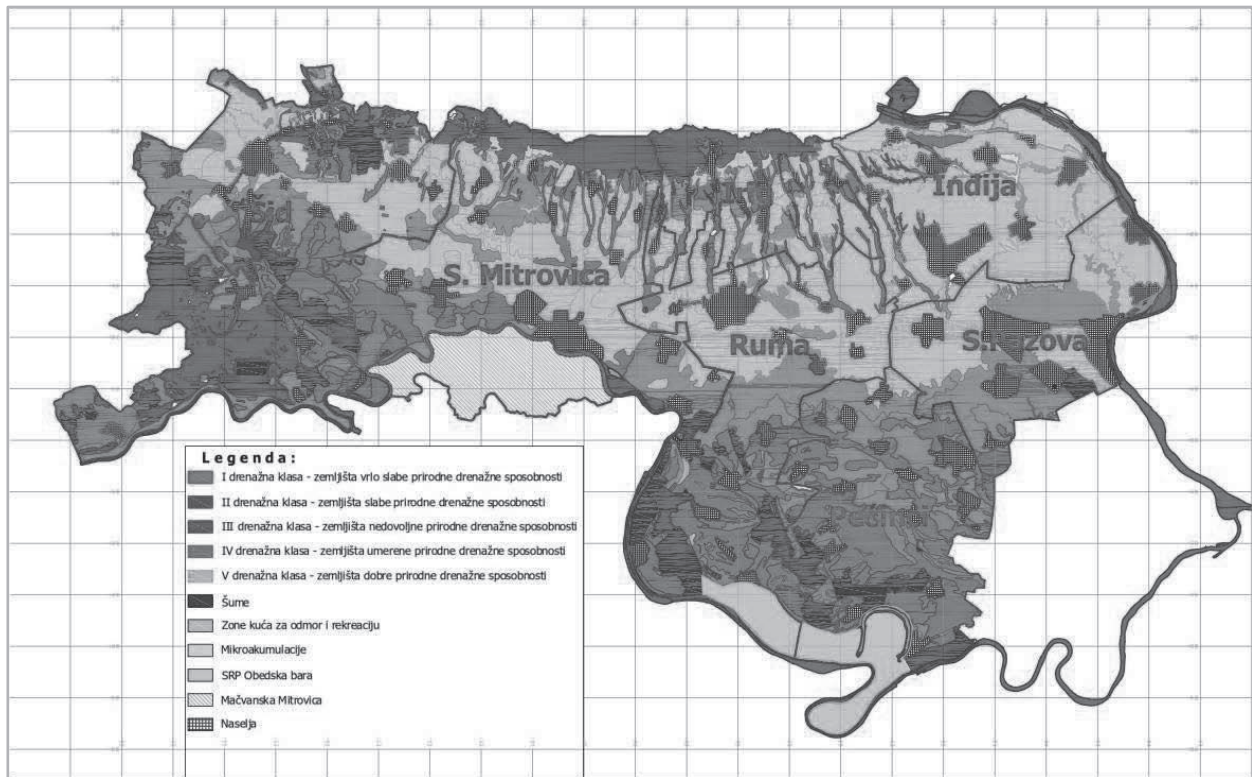 Inđija
Šid
S. Mitrovica
Ruma
S.Pazova
Pećinci
Legenda:
I drenažna klasa - zemljišta vrlo slabe prirodne drenažne sposobnosti
II drenažna klasa - zemljišta slabe prirodne drenažne sposobnosti
III drenažna klasa - zemljišta nedovoljne prirodne drenažne sposobnosti
IV drenažna klasa - zemljišta umerene prirodne drenažne sposobnosti
V drenažna klasa - zemljišta dobre prirodne drenažne sposobnosti
Šume
Zone kuća za odmor i rekreaciju
Mikroakumulacije
SRP Obedska bara
Mačvanska Mitrovica
Naselja